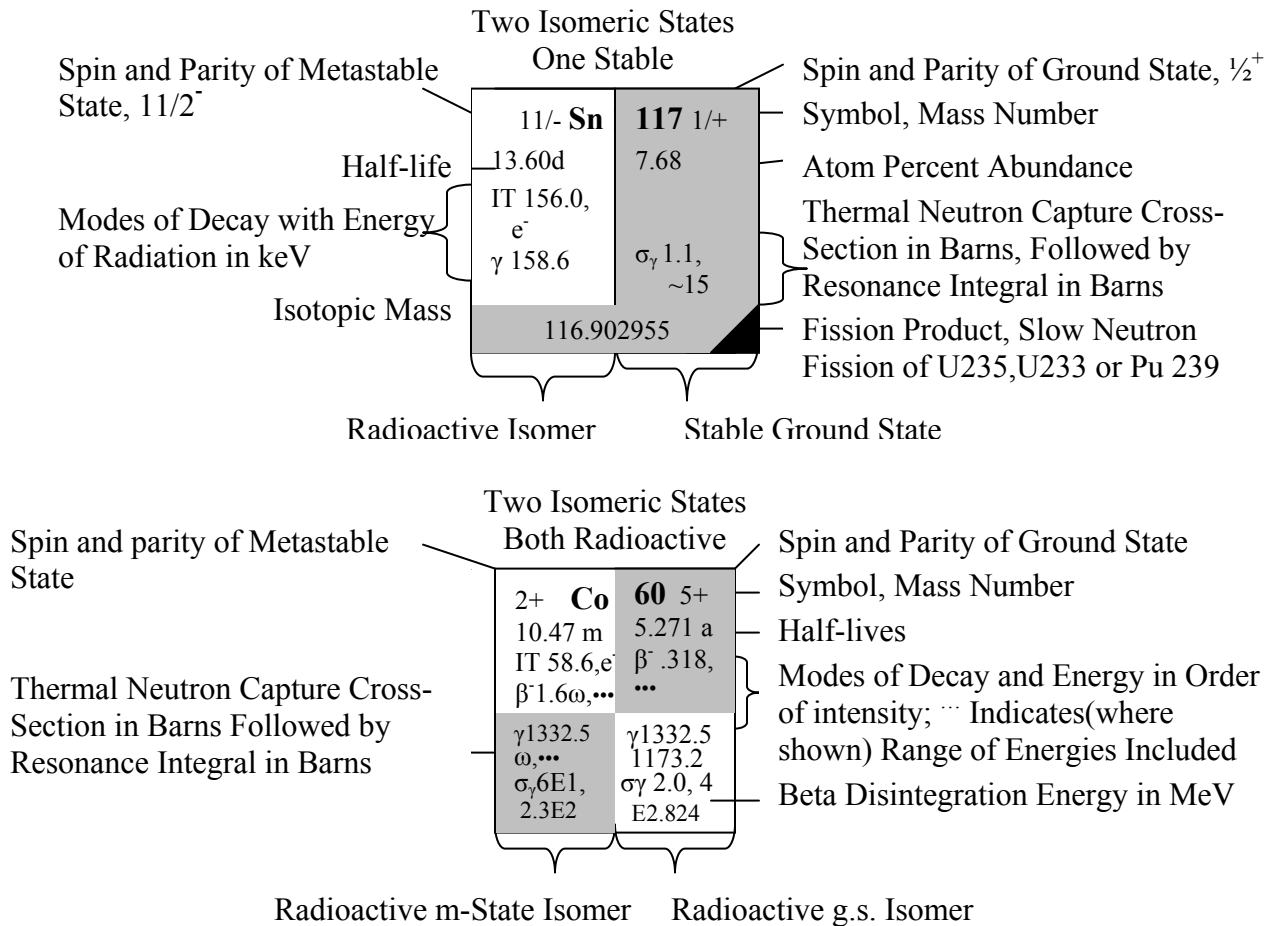 Two Isomeric States
One Stable
Spin and Parity of Metastable
State, 11/2⁻
Half-life
Modes of Decay with Energy
of Radiation in keV
Isotopic Mass
11/- Sn
13.60d
IT 156.0,
e⁻
γ 158.6
117 1/+
7.68
σγ 1.1,
~15
116.902955
Spin and Parity of Ground State, ½⁺
Symbol, Mass Number
Atom Percent Abundance
Thermal Neutron Capture Cross-
Section in Barns, Followed by
Resonance Integral in Barns
Fission Product, Slow Neutron
Fission of U235,U233 or Pu 239
Radioactive Isomer
Stable Ground State
Two Isomeric States
Both Radioactive
Spin and parity of Metastable
State
Thermal Neutron Capture Cross-
Section in Barns Followed by
Resonance Integral in Barns
2+ Co
10.47 m
IT 58.6,e⁻
β⁻1.6ω,•••
γ1332.5
ω,•••
σγ6E1,
2.3E2
60 5+
5.271 a
β⁻ .318,
•••
γ1332.5
1173.2
σγ 2.0, 4
E2.824
Spin and Parity of Ground State
Symbol, Mass Number
Half-lives
Modes of Decay and Energy in Order
of intensity; ... Indicates(where
shown) Range of Energies Included
Beta Disintegration Energy in MeV
Radioactive m-State Isomer
Radioactive g.s. Isomer